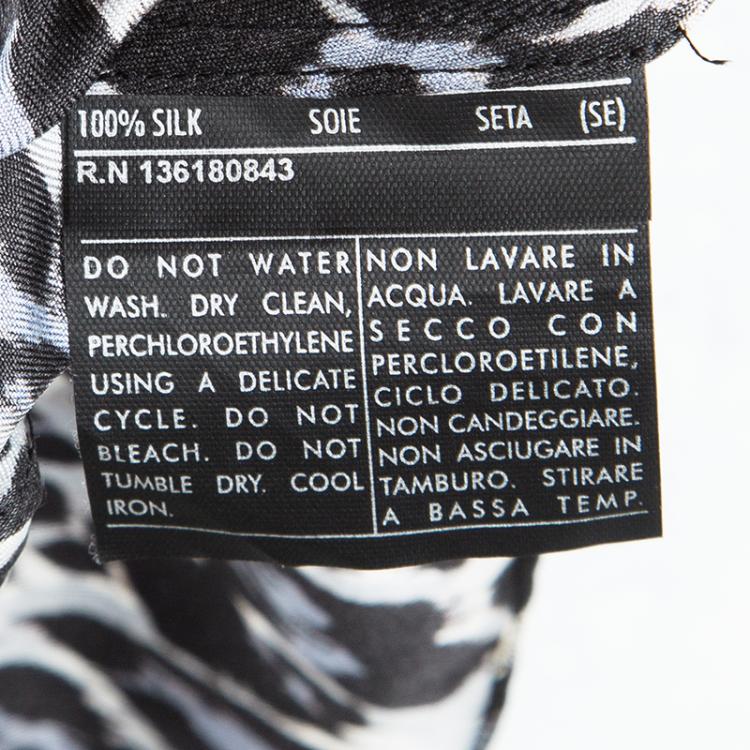 100% SILK SOIE SETA (SE)
R.N 136180843
DO NOT WATER
WASH. DRY CLEAN,
PERCHLOROETHYLENE
USING A DELICATE
CYCLE. DO NOT
BLEACH. DO NOT
TUMBLE DRY. COOL
IRON.
NON LAVARE IN
ACQUA. LAVARE A
SECCO CON
PERCLOROETILENE,
CICLO DELICATO.
NON CANDEGGIARE.
NON ASCIUGARE IN
TAMBURO. STIRARE
A BASSA TEMP.